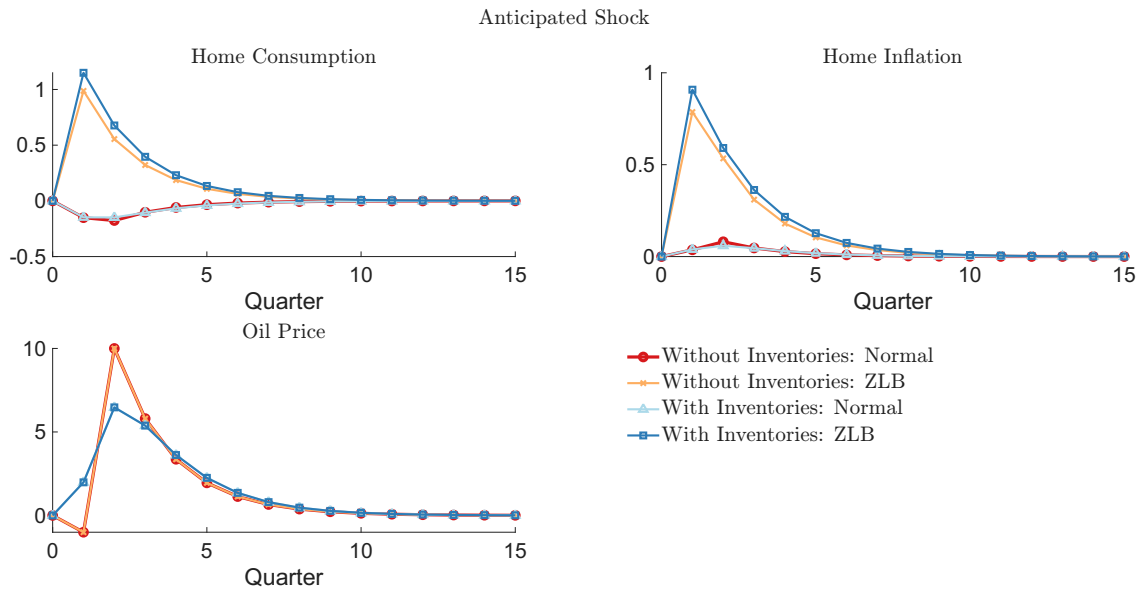 Anticipated Shock
Home Consumption
1
0.5
0
-0.5
0 5 10 15
Quarter
Home Inflation
1
0.5
0
0 5 10 15
Quarter
Oil Price
10
5
0
0 5 10 15
Quarter
Without Inventories: Normal
Without Inventories: ZLB
With Inventories: Normal
With Inventories: ZLB